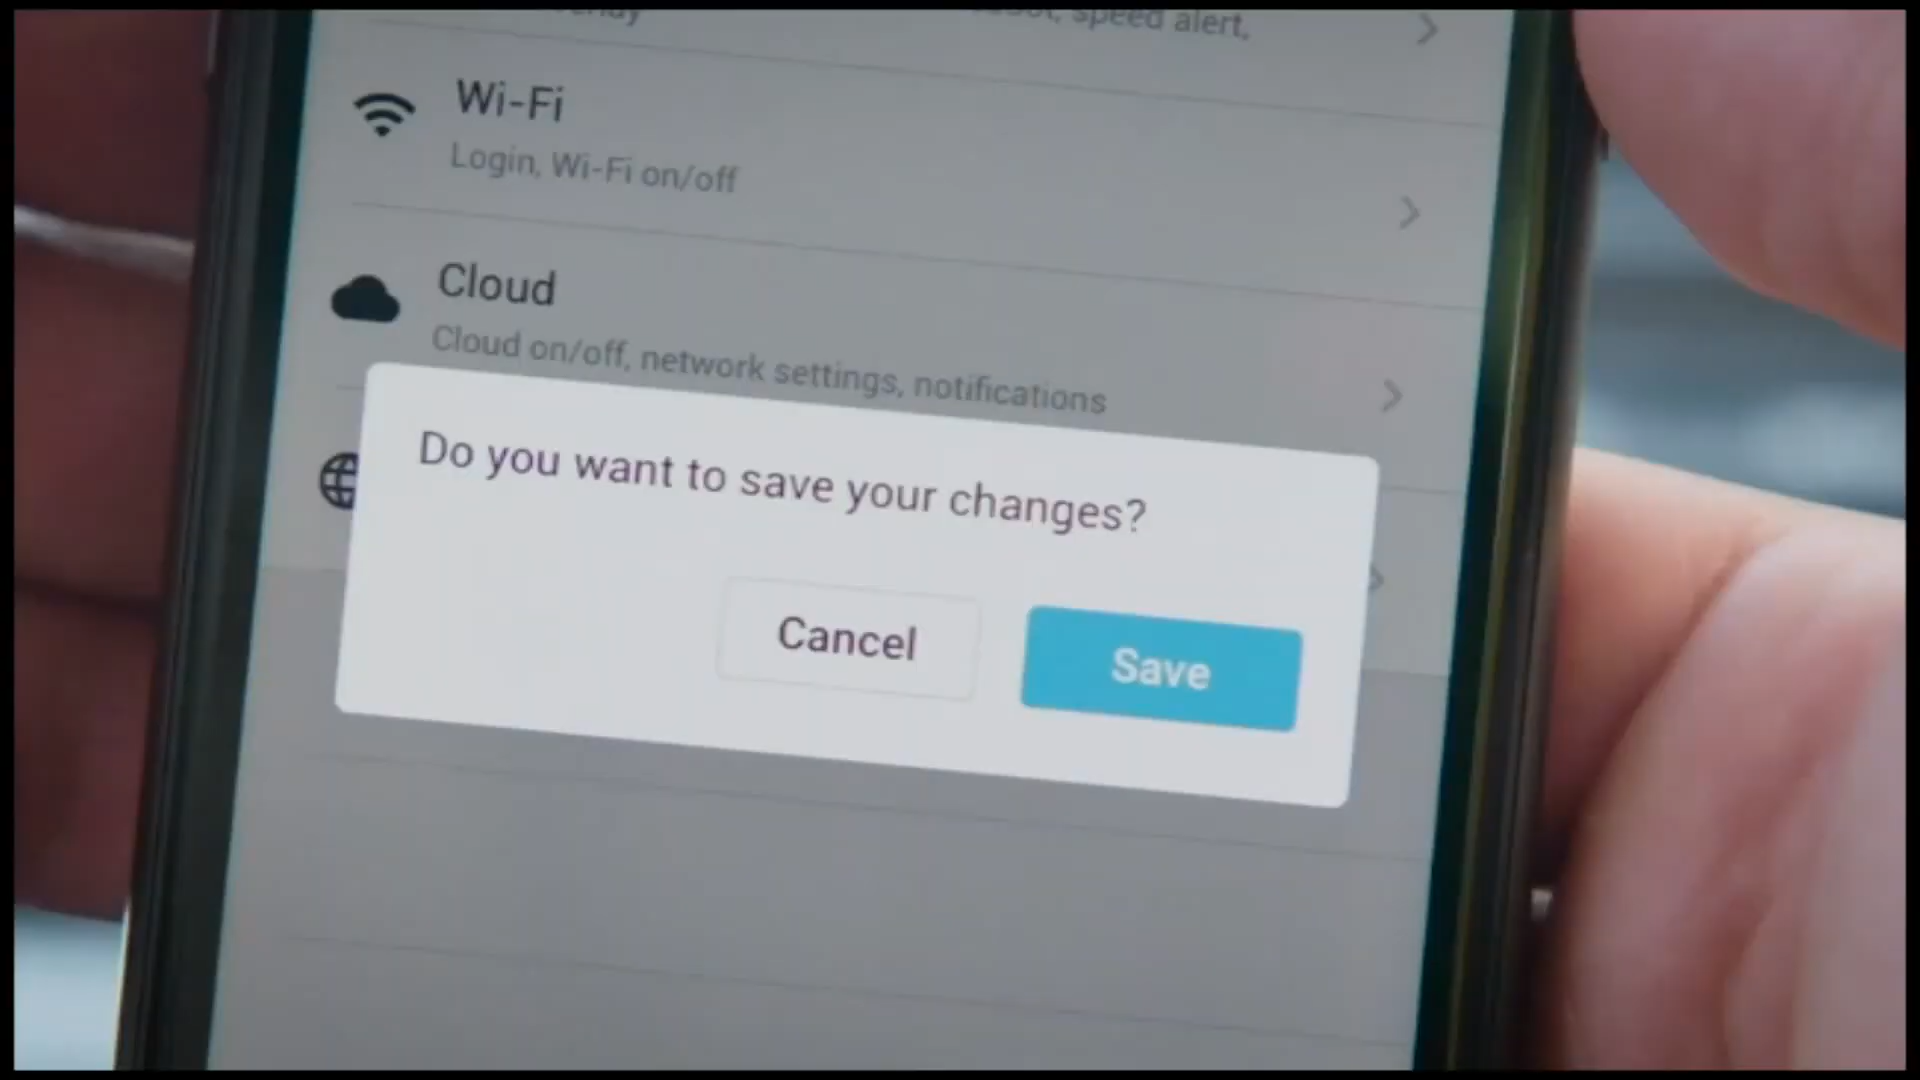 speed alert,
Wi-Fi
Login, Wi-Fi on/off
Cloud
Cloud on/off, network settings, notifications
Do you want to save your changes?
Cancel
Save